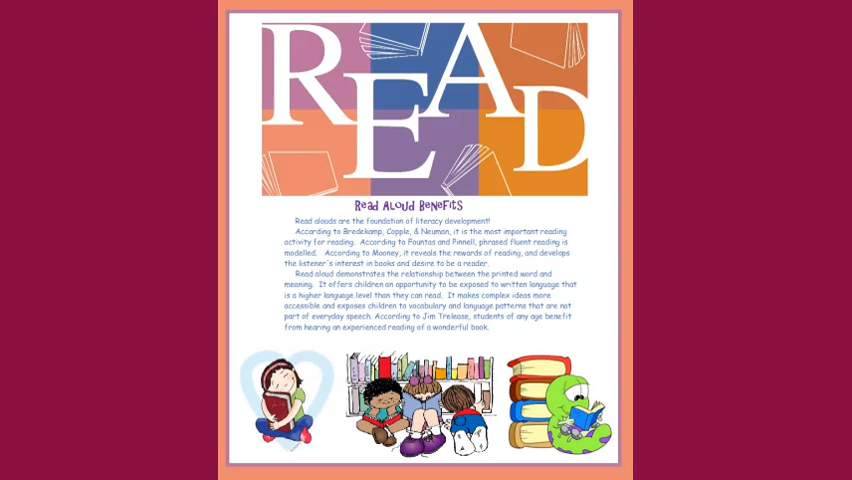 READ
Read Aloud Benefits
Read alouds are the foundation of literacy development!
According to Bredekamp, Copple, & Neuman, it is the most important reading
activity for reading. According to Fountas and Pinnell, phrased fluent reading is
modelled. According to Mooney, it reveals the rewards of reading, and develops
the listener's interest in books and desire to be a reader.
Read aloud demonstrates the relationship between the printed word and
meaning. It offers children an opportunity to be exposed to written language that
is a higher language level than they can read. It makes complex ideas more
accessible and exposes children to vocabulary and language patterns that are not
part of everyday speech. According to Jim Trelease, students of any age benefit
from hearing an experienced reading of a wonderful book.